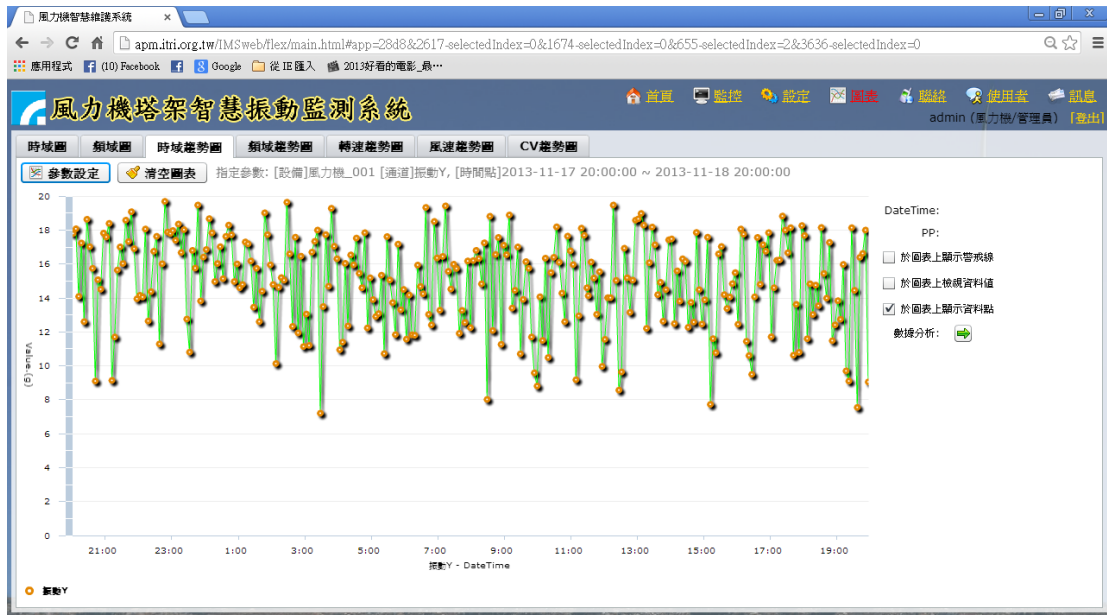 風力機智慧維護系統
apm.itri.org.tw/IMSweb/flex/main.html#app=28d8&2617-selectedIndex=0&1674-selectedIndex=0&655-selectedIndex=2&3636-selectedIndex=0
應用程式 (10) Facebook Google 從 IE 匯入 2013好看的電影_最…
風力機塔架智慧振動監測系統
首頁 監控 設定 圖表 聯絡 使用者 訊息
admin (風力機/管理員) [登出]
時域圖 頻域圖 時域趨勢圖 頻域趨勢圖 轉速趨勢圖 風速趨勢圖 CV趨勢圖
參數設定 清空圖表 指定參數: [設備]風力機_001 [通道]振動Y, [時間點]2013-11-17 20:00:00 ~ 2013-11-18 20:00:00
DateTime:
PP:
於圖表上顯示警戒線
於圖表上檢視資料值
於圖表上顯示資料點
數據分析:
Value-(g)
20
18
16
14
12
10
8
6
4
2
0
21:00 23:00 1:00 3:00 5:00 7:00 9:00 11:00 13:00 15:00 17:00 19:00
振動Y - DateTime
振動Y